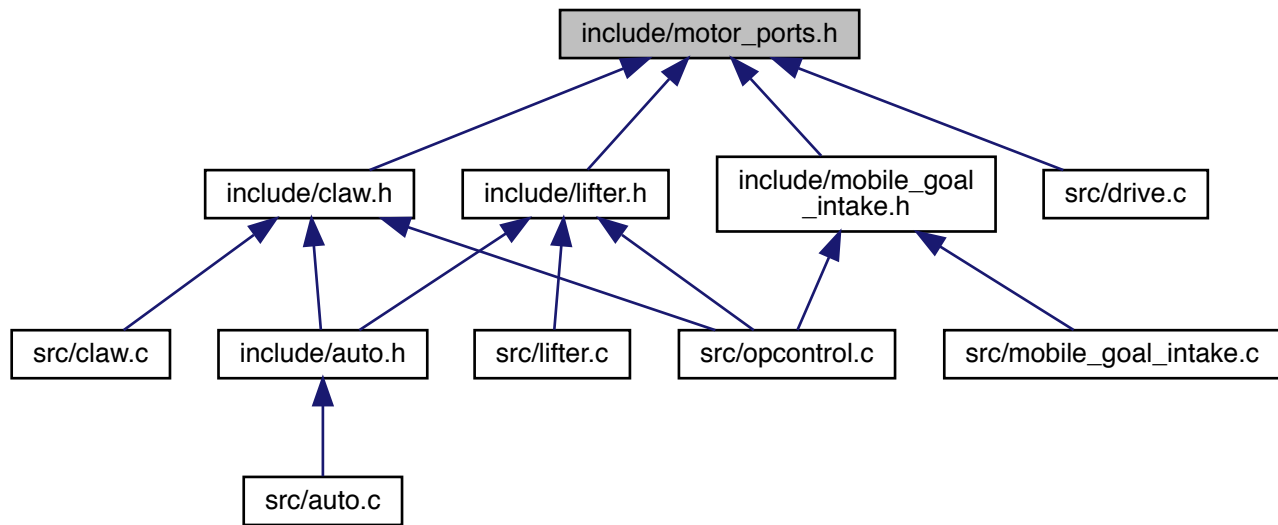 include/motor_ports.h
include/claw.h
include/lifter.h
include/mobile_goal
_intake.h
src/drive.c
src/claw.c
include/auto.h
src/lifter.c
src/opcontrol.c
src/mobile_goal_intake.c
src/auto.c